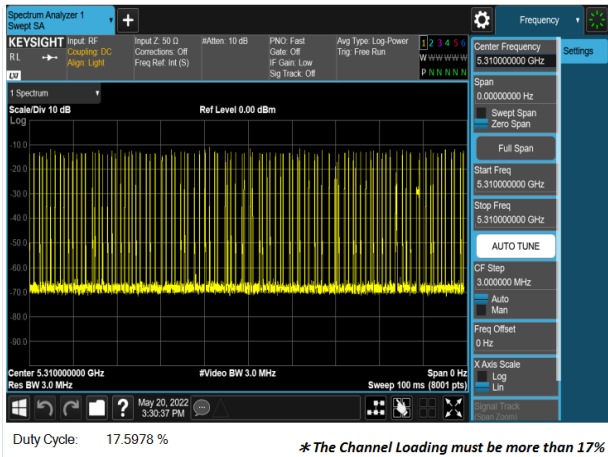 Spectrum Analyzer 1
Swept SA
Frequency
KEYSIGHT
RL
Input: RF
Coupling: DC
Align: Light
Input Z: 50 Ω
Corrections: Off
Freq Ref: Int (S)
#Atten: 10 dB
PNO: Fast
Gate: Off
IF Gain: Low
Sig Track: Off
Avg Type: Log-Power
Trig: Free Run
1 2 3 4 5 6
W W W W W W
P N N N N N
LV
1 Spectrum
Scale/Div 10 dB
Ref Level 0.00 dBm
Log
-10.0
-20.0
-30.0
-40.0
-50.0
-60.0
-70.0
-80.0
-90.0
Center 5.310000000 GHz
#Video BW 3.0 MHz
Span 0 Hz
Res BW 3.0 MHz
Sweep 100 ms (8001 pts)
Center Frequency
5.310000000 GHz
Settings
Span
0.00000000 Hz
Swept Span
Zero Span
Full Span
Start Freq
5.310000000 GHz
Stop Freq
5.310000000 GHz
AUTO TUNE
CF Step
3.000000 MHz
Auto
Man
Freq Offset
0 Hz
X Axis Scale
Log
Lin
Signal Track
(Span Zoom)
?
May 20, 2022
3:30:37 PM
Duty Cycle: 17.5978 %
* The Channel Loading must be more than 17%